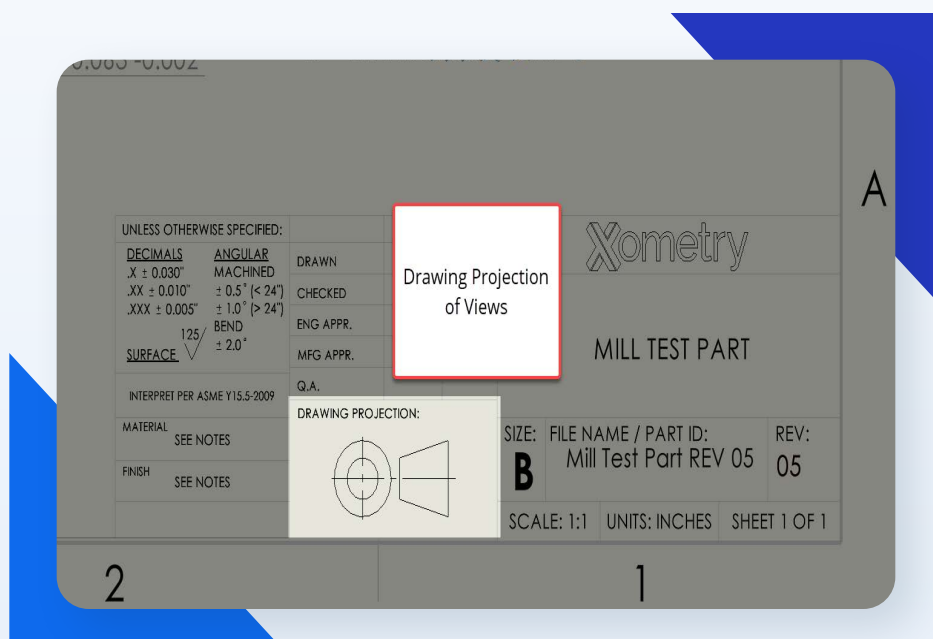 0.063 -0.002
A
UNLESS OTHERWISE SPECIFIED:
DECIMALS
.X ± 0.030"
.XX ± 0.010"
.XXX ± 0.005"
ANGULAR
MACHINED
± 0.5° (< 24")
± 1.0° (> 24")
BEND
± 2.0°
125/
SURFACE
INTERPRET PER ASME Y15.5-2009
MATERIAL
SEE NOTES
FINISH
SEE NOTES
DRAWN
CHECKED
ENG APPR.
MFG APPR.
Q.A.
Drawing Projection
of Views
DRAWING PROJECTION:
Xometry
MILL TEST PART
SIZE:
B
FILE NAME / PART ID:
Mill Test Part REV 05
REV:
05
SCALE: 1:1
UNITS: INCHES
SHEET 1 OF 1
2
1